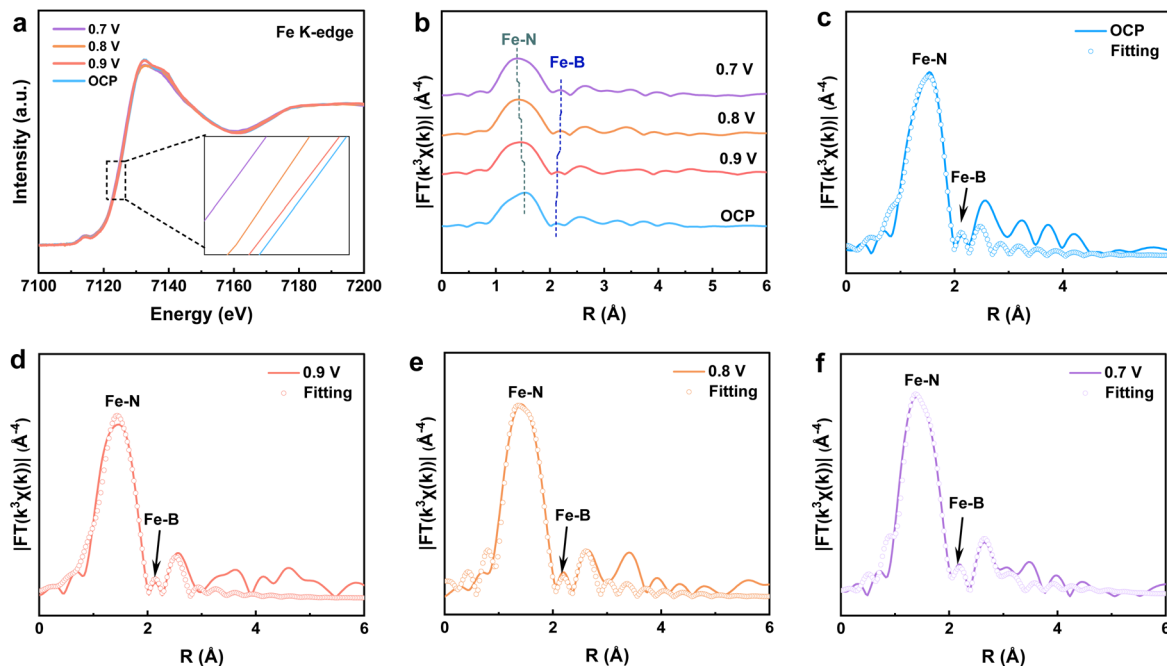 a
0.7 V
0.8 V
0.9 V
OCP
Fe K-edge
Intensity (a.u.)
7100 7120 7140 7160 7180 7200
Energy (eV)
b
Fe-N
Fe-B
0.7 V
0.8 V
0.9 V
OCP
|FT(k³χ(k))| (Å⁻⁴)
0 1 2 3 4 5 6
R (Å)
c
OCP
Fitting
Fe-N
Fe-B
|FT(k³χ(k))| (Å⁻⁴)
0 2 4
R (Å)
d
0.9 V
Fitting
Fe-N
Fe-B
|FT(k³χ(k))| (Å⁻⁴)
0 2 4 6
R (Å)
e
0.8 V
Fitting
Fe-N
Fe-B
|FT(k³χ(k))| (Å⁻⁴)
0 2 4 6
R (Å)
f
0.7 V
Fitting
Fe-N
Fe-B
|FT(k³χ(k))| (Å⁻⁴)
0 2 4 6
R (Å)